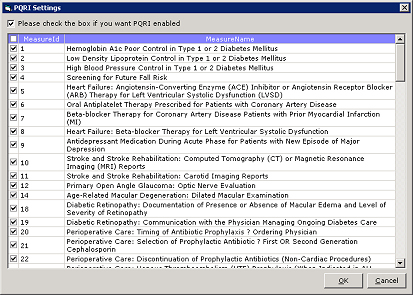 PQRI Settings
Please check the box if you want PQRI enabled
MeasureId MeasureName
1 Hemoglobin A1c Poor Control in Type 1 or 2 Diabetes Mellitus
2 Low Density Lipoprotein Control in Type 1 or 2 Diabetes Mellitus
3 High Blood Pressure Control in Type 1 or 2 Diabetes Mellitus
4 Screening for Future Fall Risk
5 Heart Failure: Angiotensin-Converting Enzyme (ACE) Inhibitor or Angiotensin Receptor Blocker
(ARB) Therapy for Left Ventricular Systolic Dysfunction (LVSD)
6 Oral Antiplatelet Therapy Prescribed for Patients with Coronary Artery Disease
7 Beta-blocker Therapy for Coronary Artery Disease Patients with Prior Myocardial Infarction
(MI)
8 Heart Failure: Beta-blocker Therapy for Left Ventricular Systolic Dysfunction
9 Antidepressant Medication During Acute Phase for Patients with New Episode of Major
Depression
10 Stroke and Stroke Rehabilitation: Computed Tomography (CT) or Magnetic Resonance
Imaging (MRI) Reports
11 Stroke and Stroke Rehabilitation: Carotid Imaging Reports
12 Primary Open Angle Glaucoma: Optic Nerve Evaluation
14 Age-Related Macular Degeneration: Dilated Macular Examination
18 Diabetic Retinopathy: Documentation of Presence or Absence of Macular Edema and Level of
Severity of Retinopathy
19 Diabetic Retinopathy: Communication with the Physician Managing Ongoing Diabetes Care
20 Perioperative Care: Timing of Antibiotic Prophylaxis ? Ordering Physician
21 Perioperative Care: Selection of Prophylactic Antibiotic ? First OR Second Generation
Cephalosporin
22 Perioperative Care: Discontinuation of Prophylactic Antibiotics (Non-Cardiac Procedures)
OK Cancel